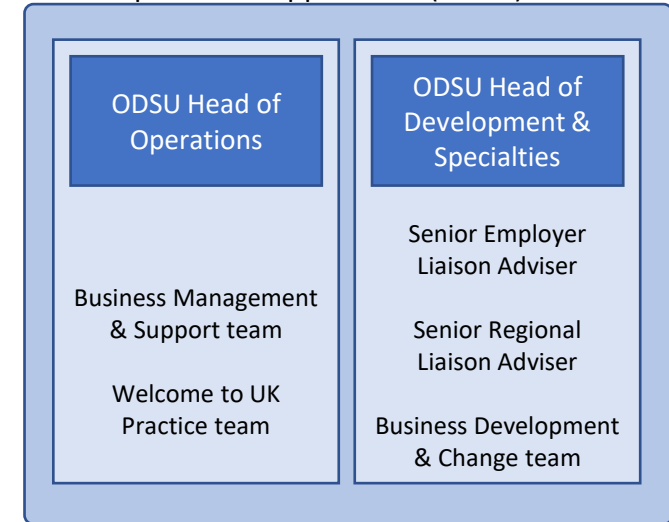 ODSU Head of
Operations
Business Management
& Support team
Welcome to UK
Practice team
ODSU Head of
Development &
Specialties
Senior Employer
Liaison Adviser
Senior Regional
Liaison Adviser
Business Development
& Change team